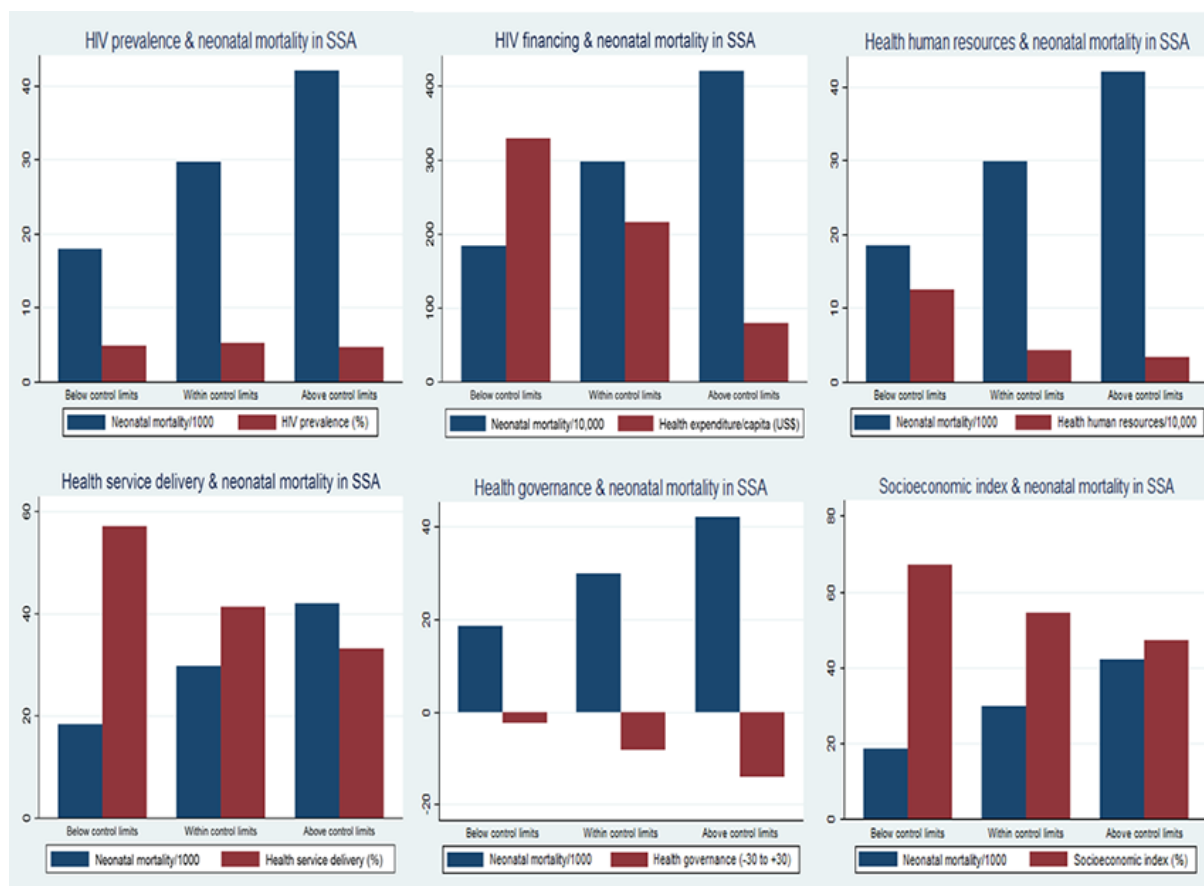 HIV prevalence & neonatal mortality in SSA
40
30
20
10
0
Below control limits Within control limits Above control limits
Neonatal mortality/1000 HIV prevalence (%)
HIV financing & neonatal mortality in SSA
400
300
200
100
0
Below control limits Within control limits Above control limits
Neonatal mortality/10,000 Health expenditure/capita (US$)
Health human resources & neonatal mortality in SSA
40
30
20
10
0
Below control limits Within control limits Above control limits
Neonatal mortality/1000 Health human resources/10,000
Health service delivery & neonatal mortality in SSA
60
40
20
0
Below control limits Within control limits Above control limits
Neonatal mortality/1000 Health service delivery (%)
Health governance & neonatal mortality in SSA
40
20
0
-20
Below control limits Within control limits Above control limits
Neonatal mortality/1000 Health governance (-30 to +30)
Socioeconomic index & neonatal mortality in SSA
80
60
40
20
0
Below control limits Within control limits Above control limits
Neonatal mortality/1000 Socioeconomic index (%)